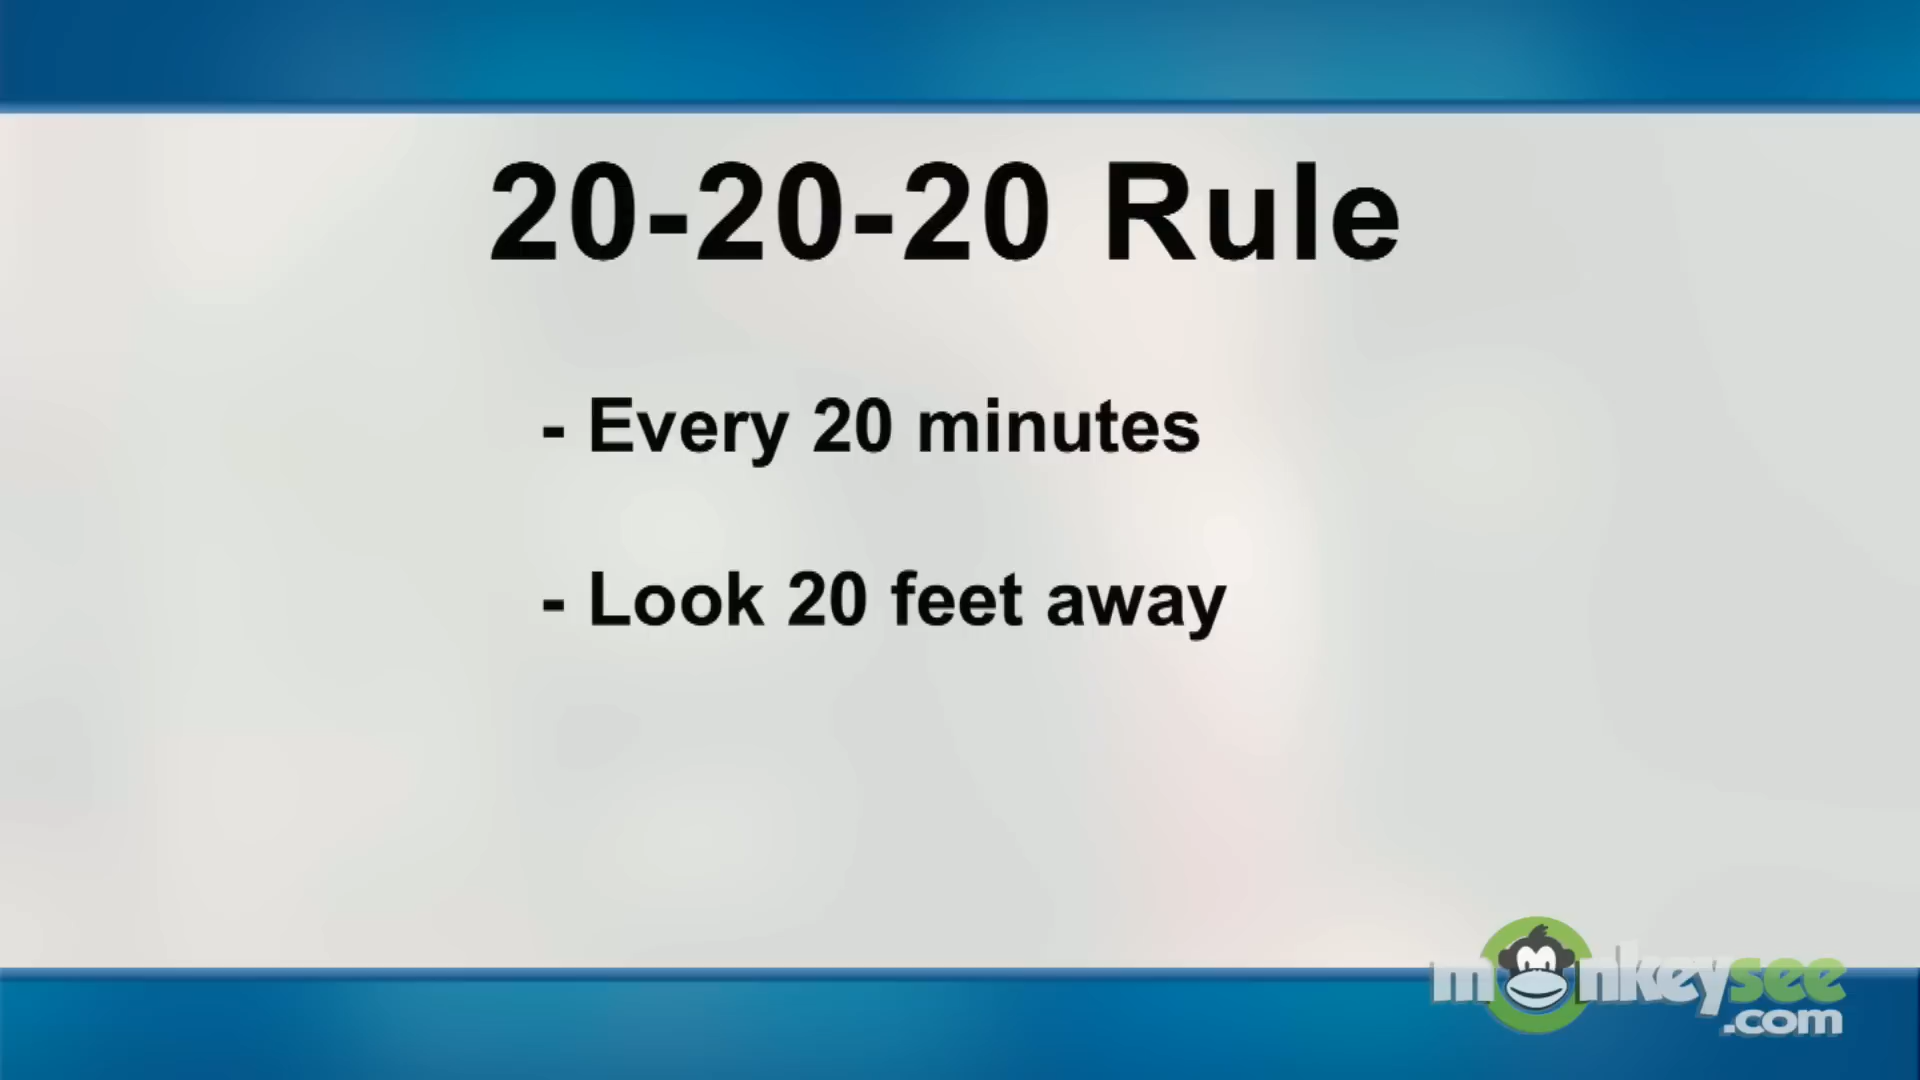 20-20-20 Rule
- Every 20 minutes
- Look 20 feet away
monkeysee
.com